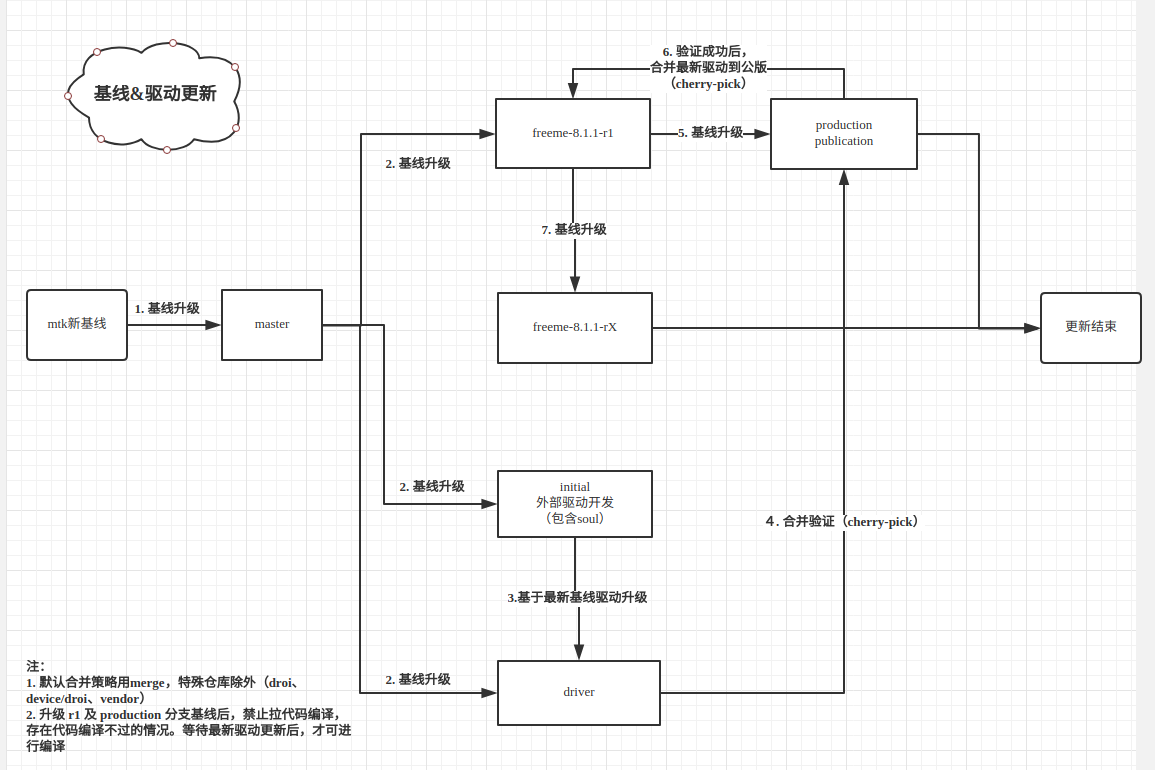 基线&驱动更新
6. 验证成功后，
合并最新驱动到公版
（cherry-pick）
freeme-8.1.1-r1
5. 基线升级
production
publication
2. 基线升级
7. 基线升级
mtk新基线
1. 基线升级
master
freeme-8.1.1-rX
更新结束
2. 基线升级
initial
外部驱动开发
（包含soul）
４. 合并验证（cherry-pick）
3.基于最新基线驱动升级
2. 基线升级
driver
注：
1. 默认合并策略用merge，特殊仓库除外（droi、
device/droi、vendor）
2. 升级 r1 及 production 分支基线后，禁止拉代码编译，
存在代码编译不过的情况。等待最新驱动更新后，才可进
行编译